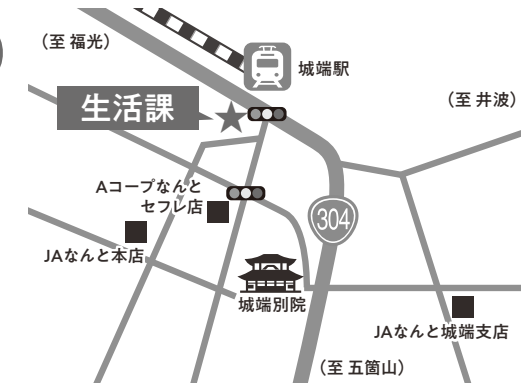 （至 福光）
城端駅
（至 井波）
生活課
Aコープなんと
セフレ店
304
JAなんと本店
城端別院
JAなんと城端支店
（至 五箇山）